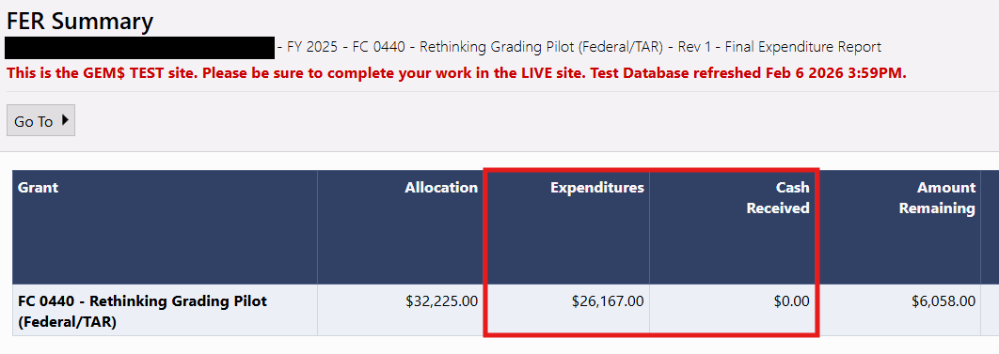 FER Summary
- FY 2025 - FC 0440 - Rethinking Grading Pilot (Federal/TAR) - Rev 1 - Final Expenditure Report
This is the GEM$ TEST site. Please be sure to complete your work in the LIVE site. Test Database refreshed Feb 6 2026 3:59PM.
Go To
Grant Allocation Expenditures Cash Received Amount Remaining
FC 0440 - Rethinking Grading Pilot (Federal/TAR) $32,225.00 $26,167.00 $0.00 $6,058.00